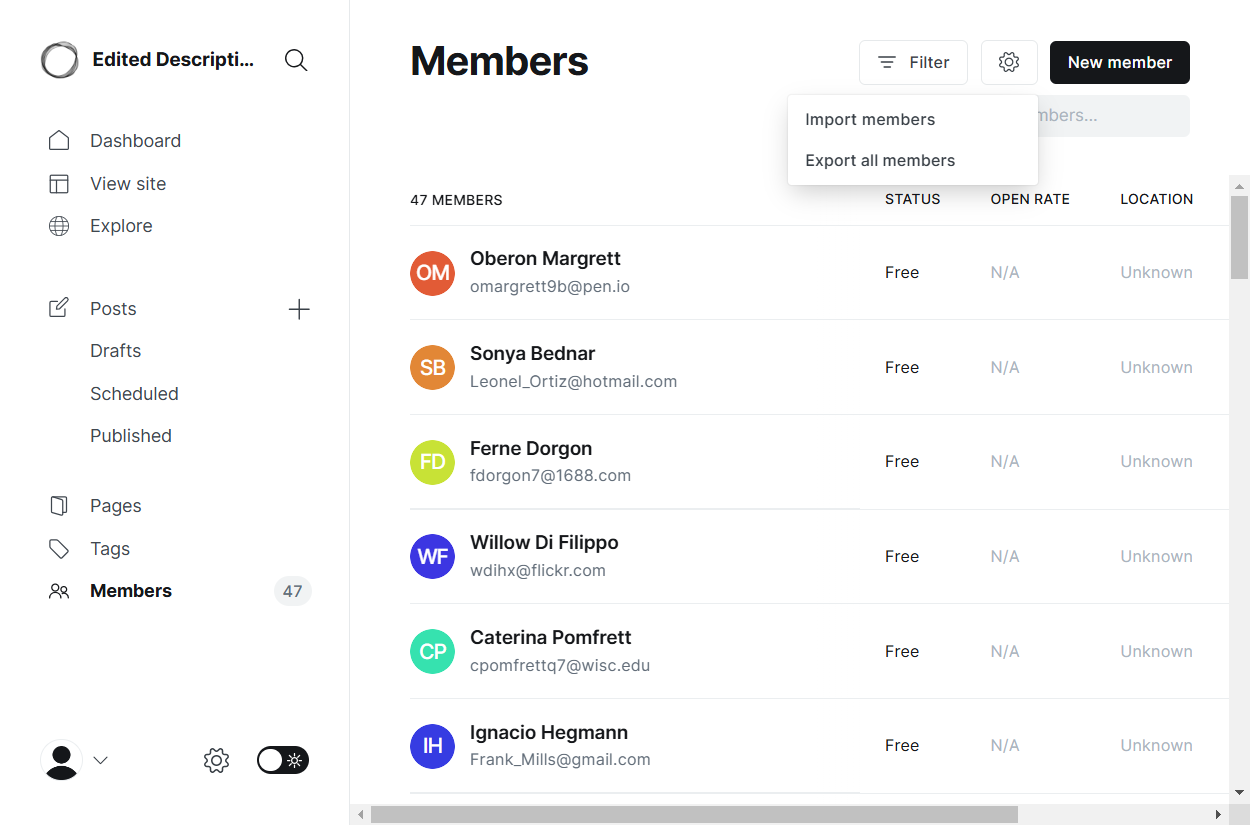 Edited Descripti...
Dashboard
View site
Explore
Posts
Drafts
Scheduled
Published
Pages
Tags
Members
47
Members
Filter
New member
Import members
Export all members
mbers...
47 MEMBERS
STATUS
OPEN RATE
LOCATION
OM
Oberon Margrett
omargrett9b@pen.io
Free
N/A
Unknown
SB
Sonya Bednar
Leonel_Ortiz@hotmail.com
Free
N/A
Unknown
FD
Ferne Dorgon
fdorgon7@1688.com
Free
N/A
Unknown
WF
Willow Di Filippo
wdihx@flickr.com
Free
N/A
Unknown
CP
Caterina Pomfrett
cpomfrettq7@wisc.edu
Free
N/A
Unknown
IH
Ignacio Hegmann
Frank_Mills@gmail.com
Free
N/A
Unknown